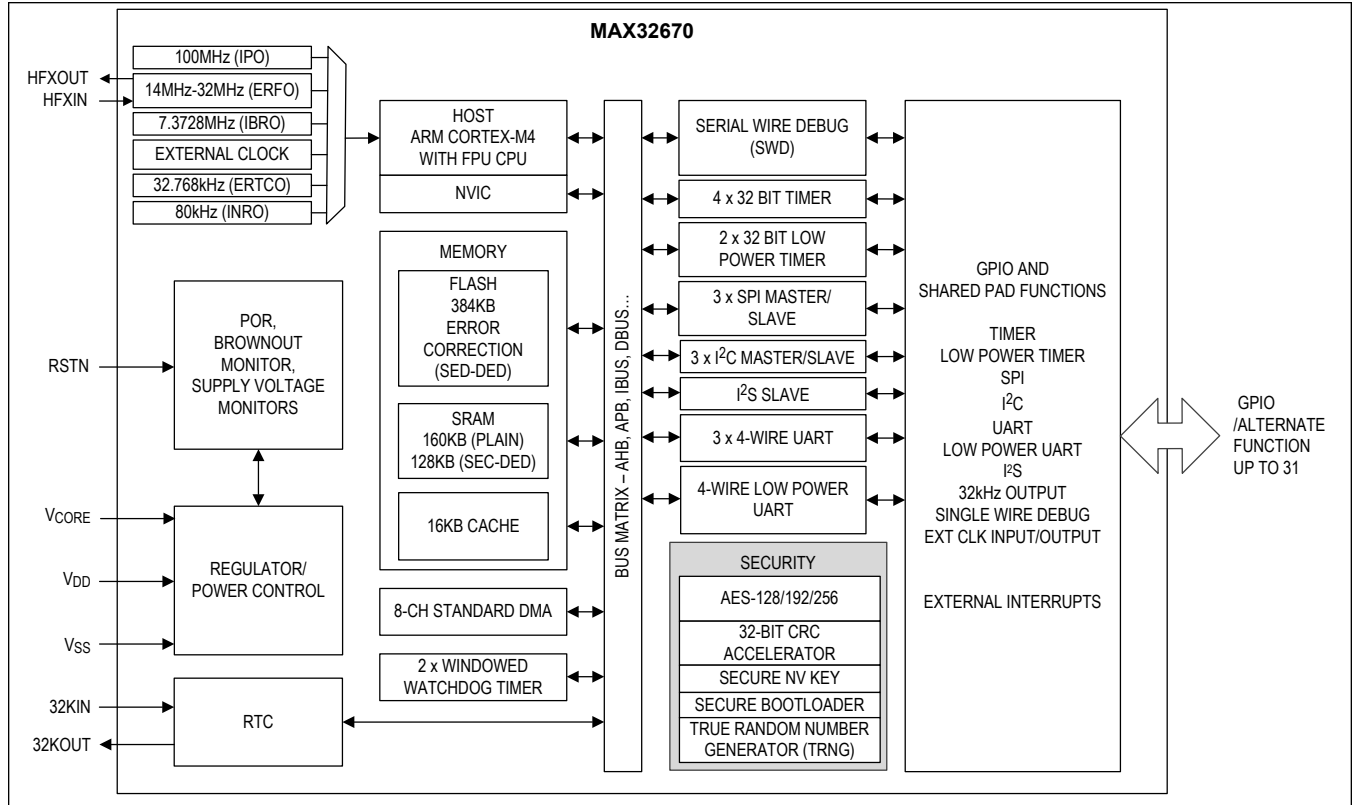 MAX32670
100MHz (IPO)
HFXOUT
14MHz-32MHz (ERFO)
HFXIN
7.3728MHz (IBRO)
EXTERNAL CLOCK
32.768kHz (ERTCO)
80kHz (INRO)
HOST
ARM CORTEX-M4
WITH FPU CPU
NVIC
MEMORY
FLASH
384KB
ERROR
CORRECTION
(SED-DED)
SRAM
160KB (PLAIN)
128KB (SEC-DED)
16KB CACHE
8-CH STANDARD DMA
2 x WINDOWED
WATCHDOG TIMER
RSTN
POR,
BROWNOUT
MONITOR,
SUPPLY VOLTAGE
MONITORS
VCORE
VDD
VSS
REGULATOR/
POWER CONTROL
32KIN
32KOUT
RTC
BUS MATRIX – AHB, APB, IBUS, DBUS...
SERIAL WIRE DEBUG
(SWD)
4 x 32 BIT TIMER
2 x 32 BIT LOW
POWER TIMER
3 x SPI MASTER/
SLAVE
3 x I2C MASTER/SLAVE
I2S SLAVE
3 x 4-WIRE UART
4-WIRE LOW POWER
UART
SECURITY
AES-128/192/256
32-BIT CRC
ACCELERATOR
SECURE NV KEY
SECURE BOOTLOADER
TRUE RANDOM NUMBER
GENERATOR (TRNG)
GPIO AND
SHARED PAD FUNCTIONS
TIMER
LOW POWER TIMER
SPI
I2C
UART
LOW POWER UART
I2S
32kHz OUTPUT
SINGLE WIRE DEBUG
EXT CLK INPUT/OUTPUT
EXTERNAL INTERRUPTS
GPIO
/ALTERNATE
FUNCTION
UP TO 31